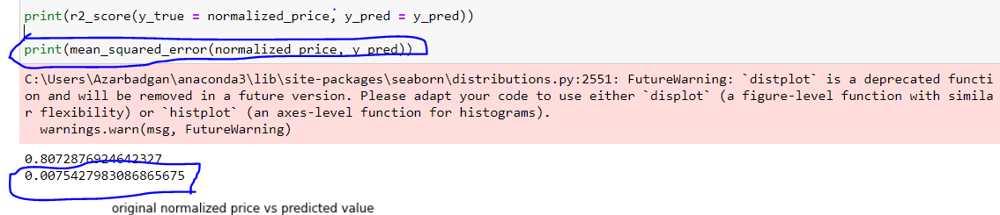 print(r2_score(y_true = normalized_price, y_pred = y_pred))
print(mean_squared_error(normalized_price, y_pred))
C:\Users\Azarbadgan\anaconda3\lib\site-packages\seaborn\distributions.py:2551: FutureWarning: `distplot` is a deprecated functi
on and will be removed in a future version. Please adapt your code to use either `displot` (a figure-level function with simila
r flexibility) or `histplot` (an axes-level function for histograms).
warnings.warn(msg, FutureWarning)
0.8072876924642327
0.0075427983086865675
original normalized price vs predicted value